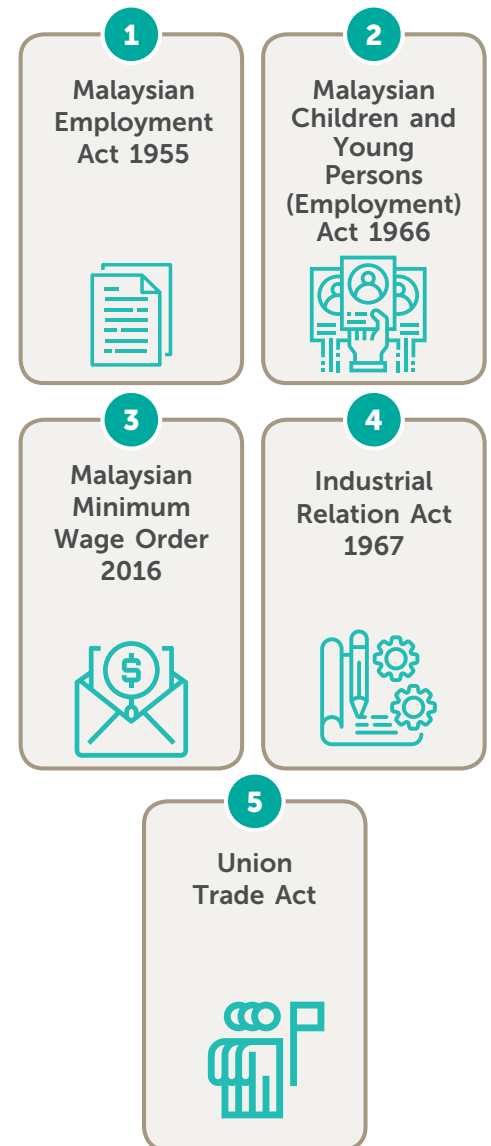 1
Malaysian
Employment
Act 1955
2
Malaysian
Children and
Young
Persons
(Employment)
Act 1966
3
Malaysian
Minimum
Wage Order
2016
$
4
Industrial
Relation Act
1967
5
Union
Trade Act